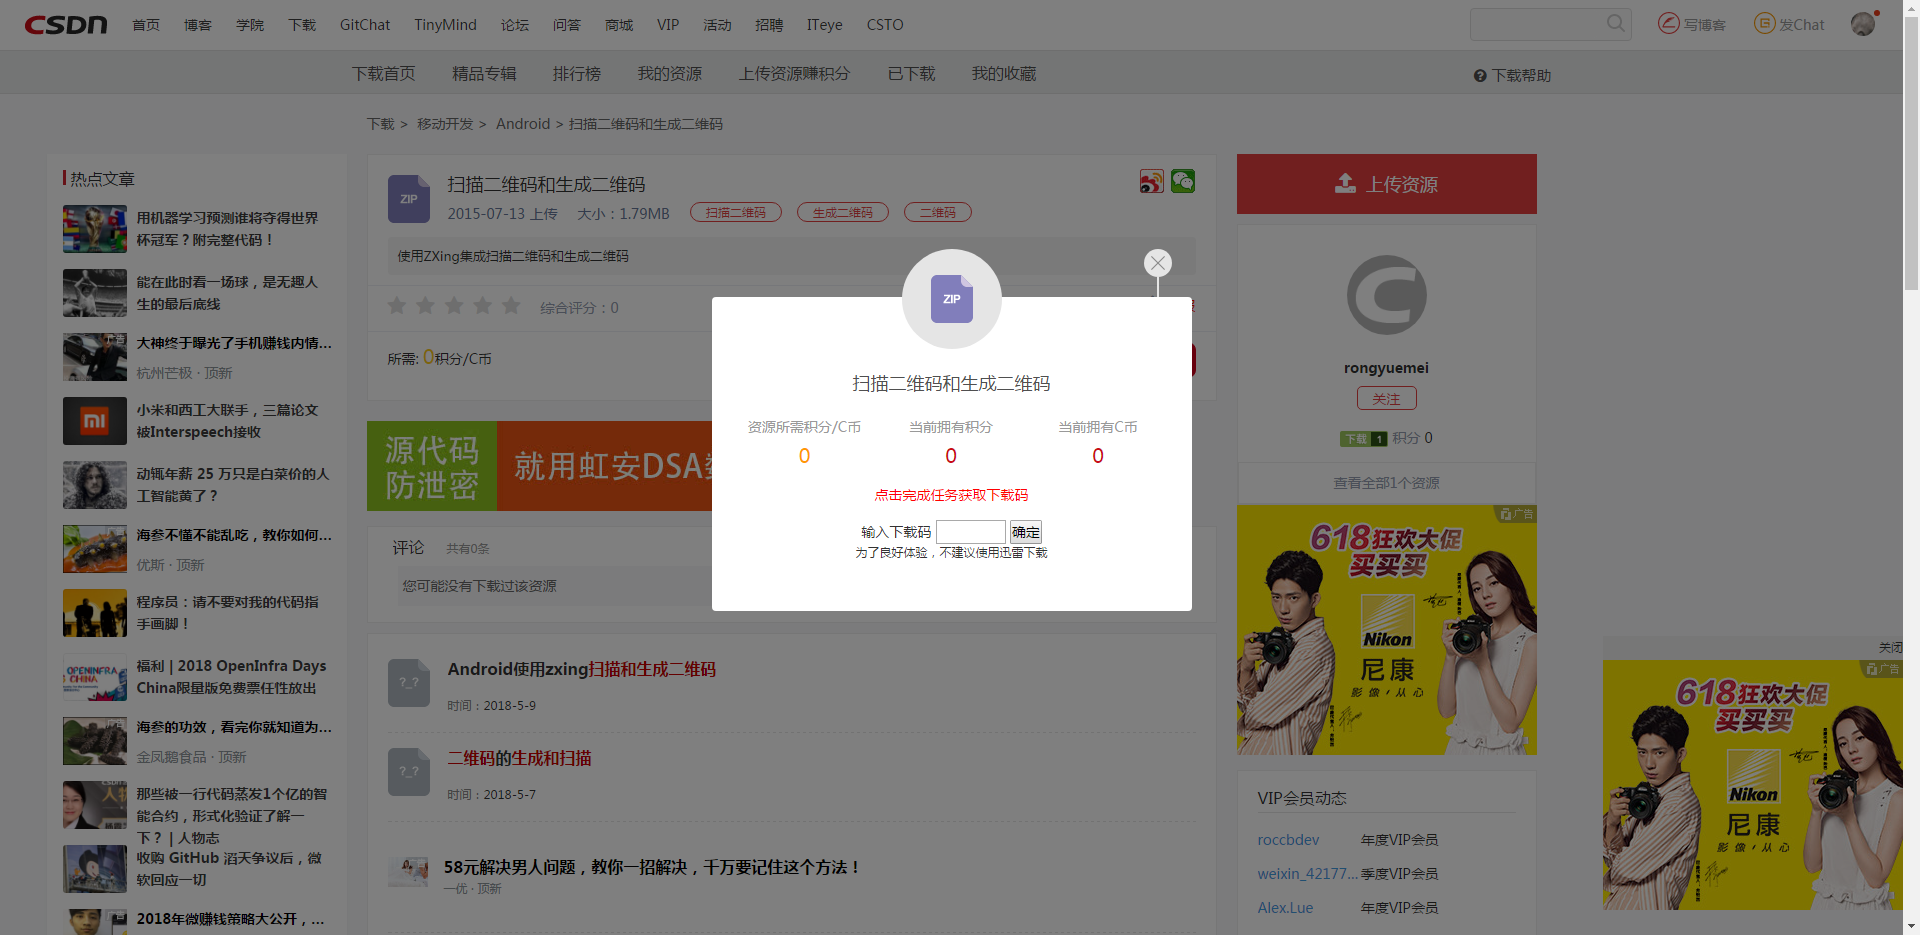 CSDN 首页 博客 学院 下载 GitChat TinyMind 论坛 问答 商城 VIP 活动 招聘 ITeye CSTO 写博客 发Chat
下载首页 精品专辑 排行榜 我的资源 上传资源赚积分 已下载 我的收藏 下载帮助
下载 > 移动开发 > Android > 扫描二维码和生成二维码
热点文章
用机器学习预测谁将夺得世界
杯冠军？附完整代码！
能在此时看一场球，是无趣人
生的最后底线
广告
大神终于曝光了手机赚钱内情...
杭州芒极 · 顶新
小米和西工大联手，三篇论文
被Interspeech接收
动辄年薪 25 万只是白菜价的人
工智能黄了？
海参不懂不能乱吃，教你如何...
优斯 · 顶新
程序员：请不要对我的代码指
手画脚！
OPENINFRA
福利 | 2018 OpenInfra Days
China限量版免费票任性放出
海参的功效，看完你就知道为...
金凤鹅食品 · 顶新
那些被一行代码蒸发1个亿的智
能合约，形式化验证了解一
下？ | 人物志
收购 GitHub 滔天争议后，微
软回应一切
2018年微赚钱策略大公开，...
ZIP
扫描二维码和生成二维码
2015-07-13 上传 大小：1.79MB 扫描二维码 生成二维码 二维码
使用ZXing集成扫描二维码和生成二维码
综合评分：0
所需: 0积分/C币
源代码
防泄密
就用虹安DSA
评论 共有0条
您可能没有下载过该资源
?_?
Android使用zxing扫描和生成二维码
时间：2018-5-9
?_?
二维码的生成和扫描
时间：2018-5-7
58元解决男人问题，教你一招解决，千万要记住这个方法！
一优 · 顶新
ZIP
扫描二维码和生成二维码
资源所需积分/C币 当前拥有积分 当前拥有C币
0 0 0
点击完成任务获取下载码
输入下载码 确定
为了良好体验，不建议使用迅雷下载
上传资源
rongyuemei
关注
下载 1 积分 0
查看全部1个资源
广告
618狂欢大促
买买买
Nikon
尼康
影像，从心
VIP会员动态
roccbdev 年度VIP会员
weixin_42177... 季度VIP会员
Alex.Lue 年度VIP会员
关闭
广告
618狂欢大促
买买买
Nikon
尼康
影像，从心